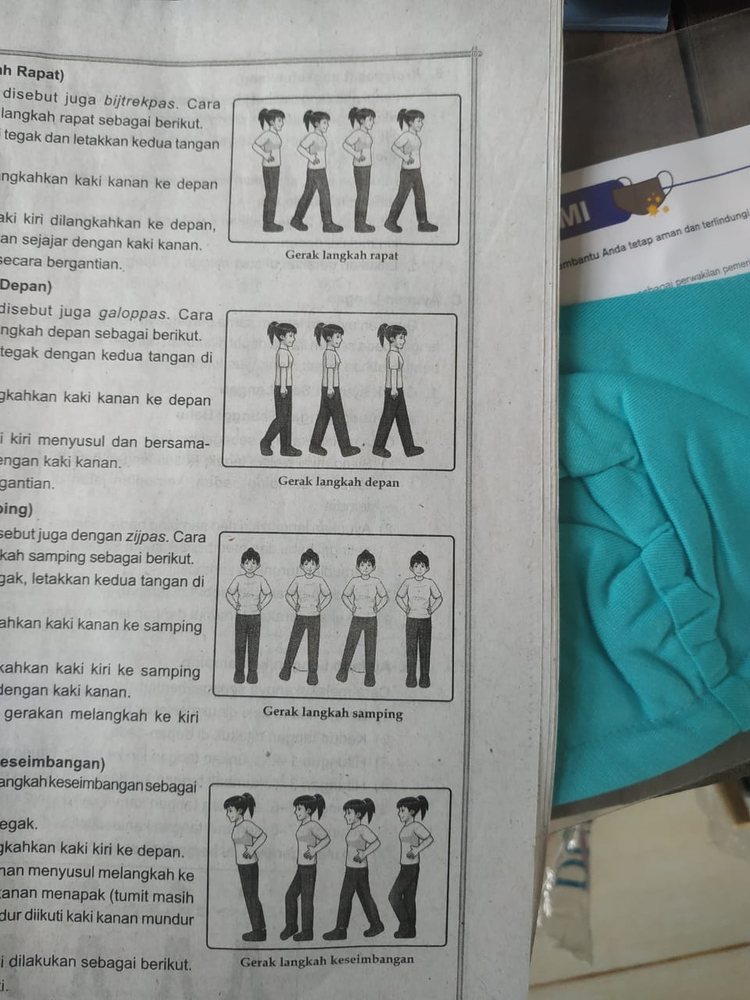 ah Rapat)
disebut juga bijtrekpas. Cara
langkah rapat sebagai berikut.
tegak dan letakkan kedua tangan
ngkahkan kaki kanan ke depan
aki kiri dilangkahkan ke depan,
an sejajar dengan kaki kanan.
secara bergantian.
Gerak langkah rapat
Depan)
disebut juga galoppas. Cara
ngkah depan sebagai berikut.
tegak dengan kedua tangan di
gkahkan kaki kanan ke depan
i kiri menyusul dan bersama-
engan kaki kanan.
gantian.
Gerak langkah depan
ping)
sebut juga dengan zijpas. Cara
kah samping sebagai berikut.
gak, letakkan kedua tangan di
ahkan kaki kanan ke samping
kahkan kaki kiri ke samping
dengan kaki kanan.
gerakan melangkah ke kiri
Gerak langkah samping
eseimbangan)
angkah keseimbangan sebagai
egak.
gkahkan kaki kiri ke depan.
nan menyusul melangkah ke
kanan menapak (tumit masih
dur diikuti kaki kanan mundur
i dilakukan sebagai berikut.
i.
Gerak langkah keseimbangan
MI
mbantu Anda tetap aman dan terlindungi
bagai perwakilan pemeri